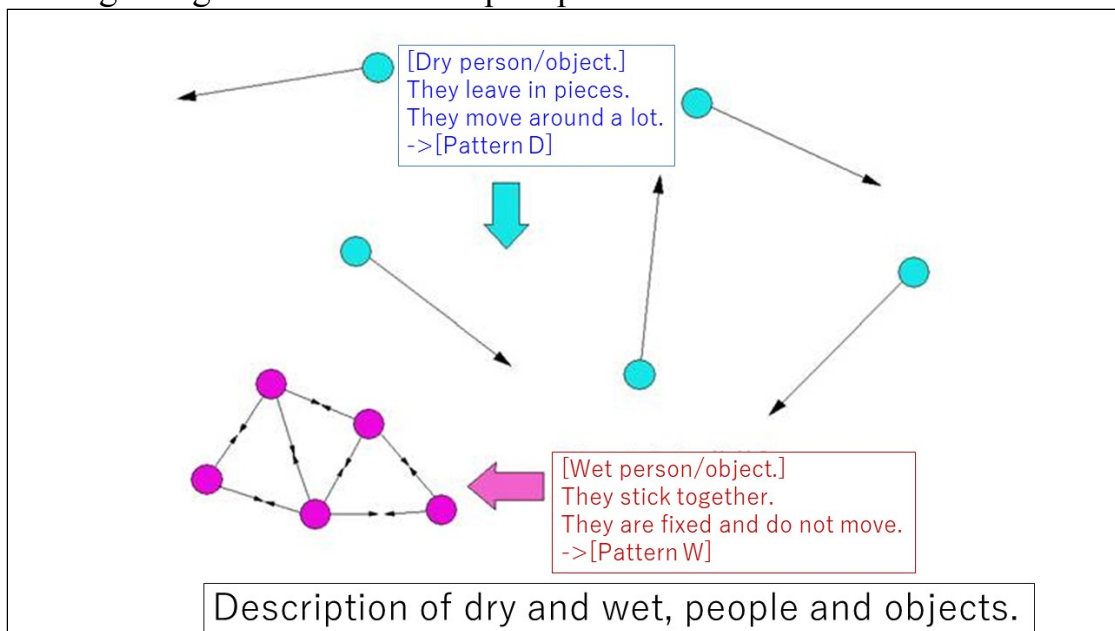 [Dry person/object.]
They leave in pieces.
They move around a lot.
->[Pattern D]
[Wet person/object.]
They stick together.
They are fixed and do not move.
->[Pattern W]
Description of dry and wet, people and objects.